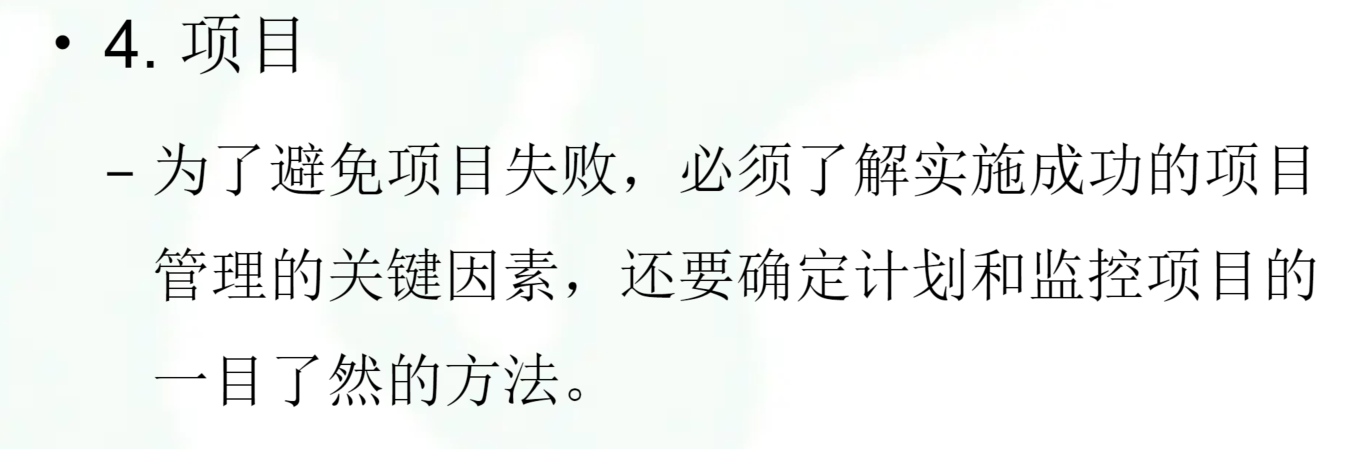 • 4. 项目
– 为了避免项目失败，必须了解实施成功的项目
管理的关键因素，还要确定计划和监控项目的
一目了然的方法。